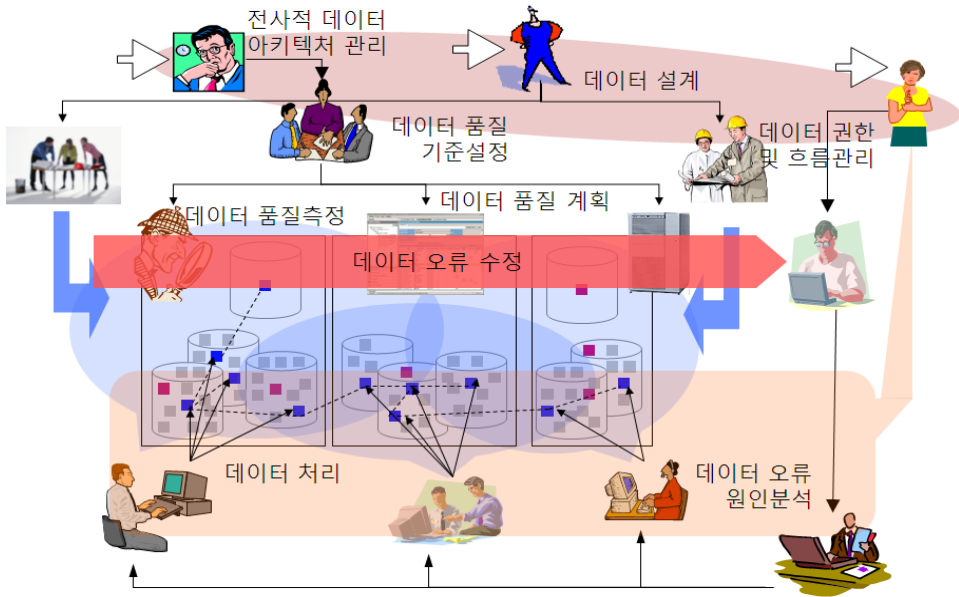 전사적 데이터
아키텍처 관리
데이터 설계
데이터 품질
기준설정
데이터 권한
및 흐름관리
데이터 품질측정
데이터 품질 계획
데이터 오류 수정
데이터 처리
데이터 오류
원인분석